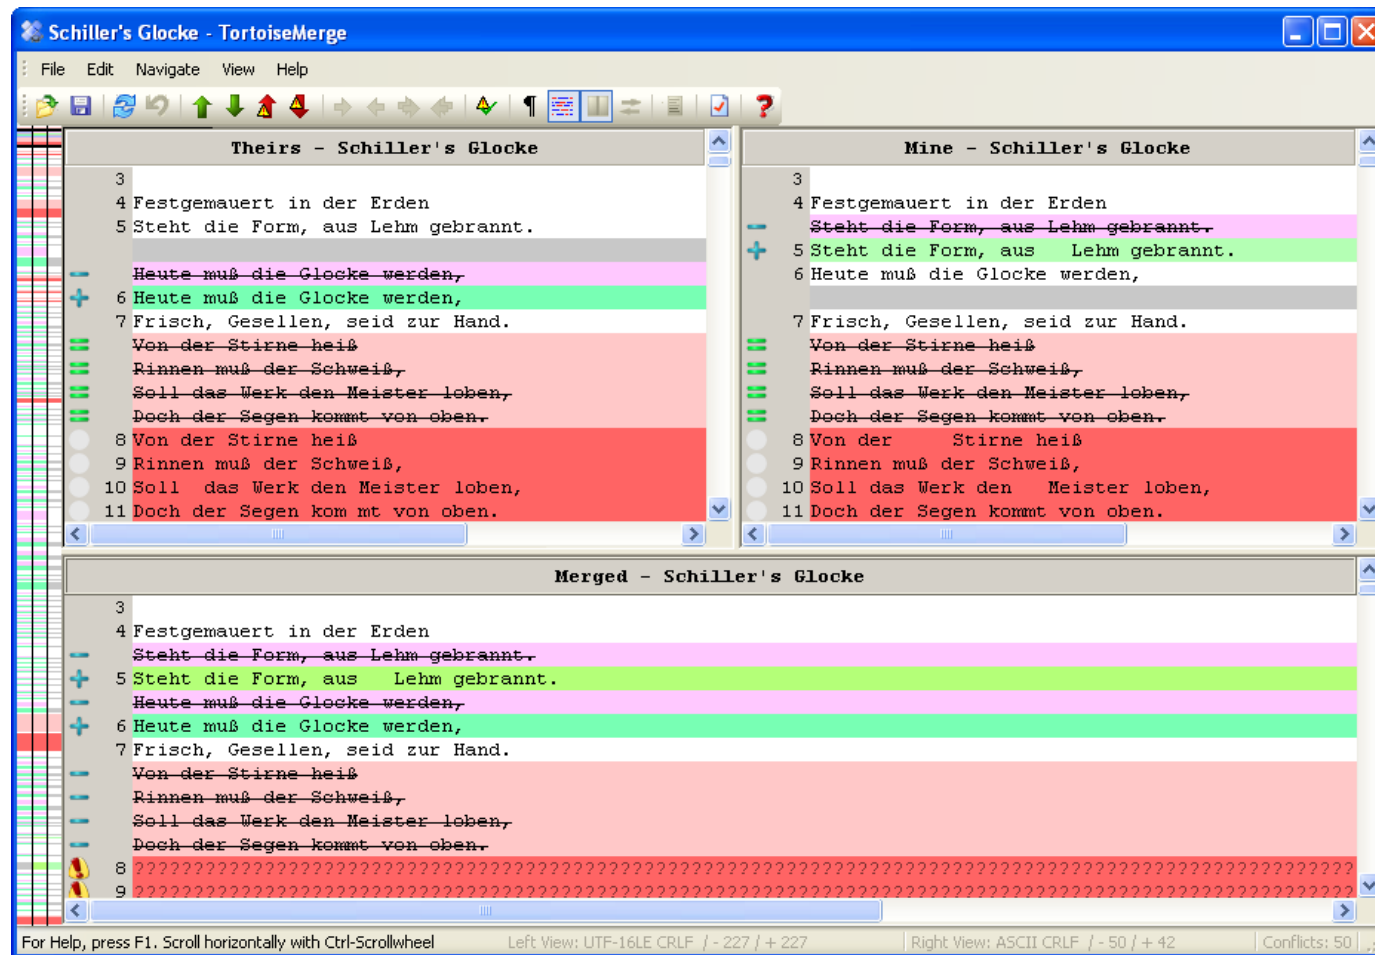 Schiller's Glocke - TortoiseMerge
File Edit Navigate View Help
Theirs - Schiller's Glocke
3
4 Festgemauert in der Erden
5 Steht die Form, aus Lehm gebrannt.
Heute muß die Glocke werden,
6 Heute muß die Glocke werden,
7 Frisch, Gesellen, seid zur Hand.
Von der Stirne heiß
Rinnen muß der Schweiß,
Soll das Werk den Meister loben,
Doch der Segen kommt von oben.
8 Von der Stirne heiß
9 Rinnen muß der Schweiß,
10 Soll  das Werk den Meister loben,
11 Doch der Segen kom mt von oben.
Mine - Schiller's Glocke
3
4 Festgemauert in der Erden
Steht die Form, aus Lehm gebrannt.
5 Steht die Form, aus   Lehm gebrannt.
6 Heute muß die Glocke werden,
7 Frisch, Gesellen, seid zur Hand.
Von der Stirne heiß
Rinnen muß der Schweiß,
Soll das Werk den Meister loben,
Doch der Segen kommt von oben.
8 Von der     Stirne heiß
9 Rinnen muß der Schweiß,
10 Soll das Werk den   Meister loben,
11 Doch der Segen kommt von oben.
Merged - Schiller's Glocke
3
4 Festgemauert in der Erden
Steht die Form, aus Lehm gebrannt.
5 Steht die Form, aus   Lehm gebrannt.
Heute muß die Glocke werden,
6 Heute muß die Glocke werden,
7 Frisch, Gesellen, seid zur Hand.
Von der Stirne heiß
Rinnen muß der Schweiß,
Soll das Werk den Meister loben,
Doch der Segen kommt von oben.
8 ???????????????????????????????????????????????????????????????????????????????????????????????????????
9 ???????????????????????????????????????????????????????????????????????????????????????????????????????
For Help, press F1. Scroll horizontally with Ctrl-Scrollwheel Left View: UTF-16LE CRLF / - 227 / + 227 Right View: ASCII CRLF / - 50 / + 42 Conflicts: 50